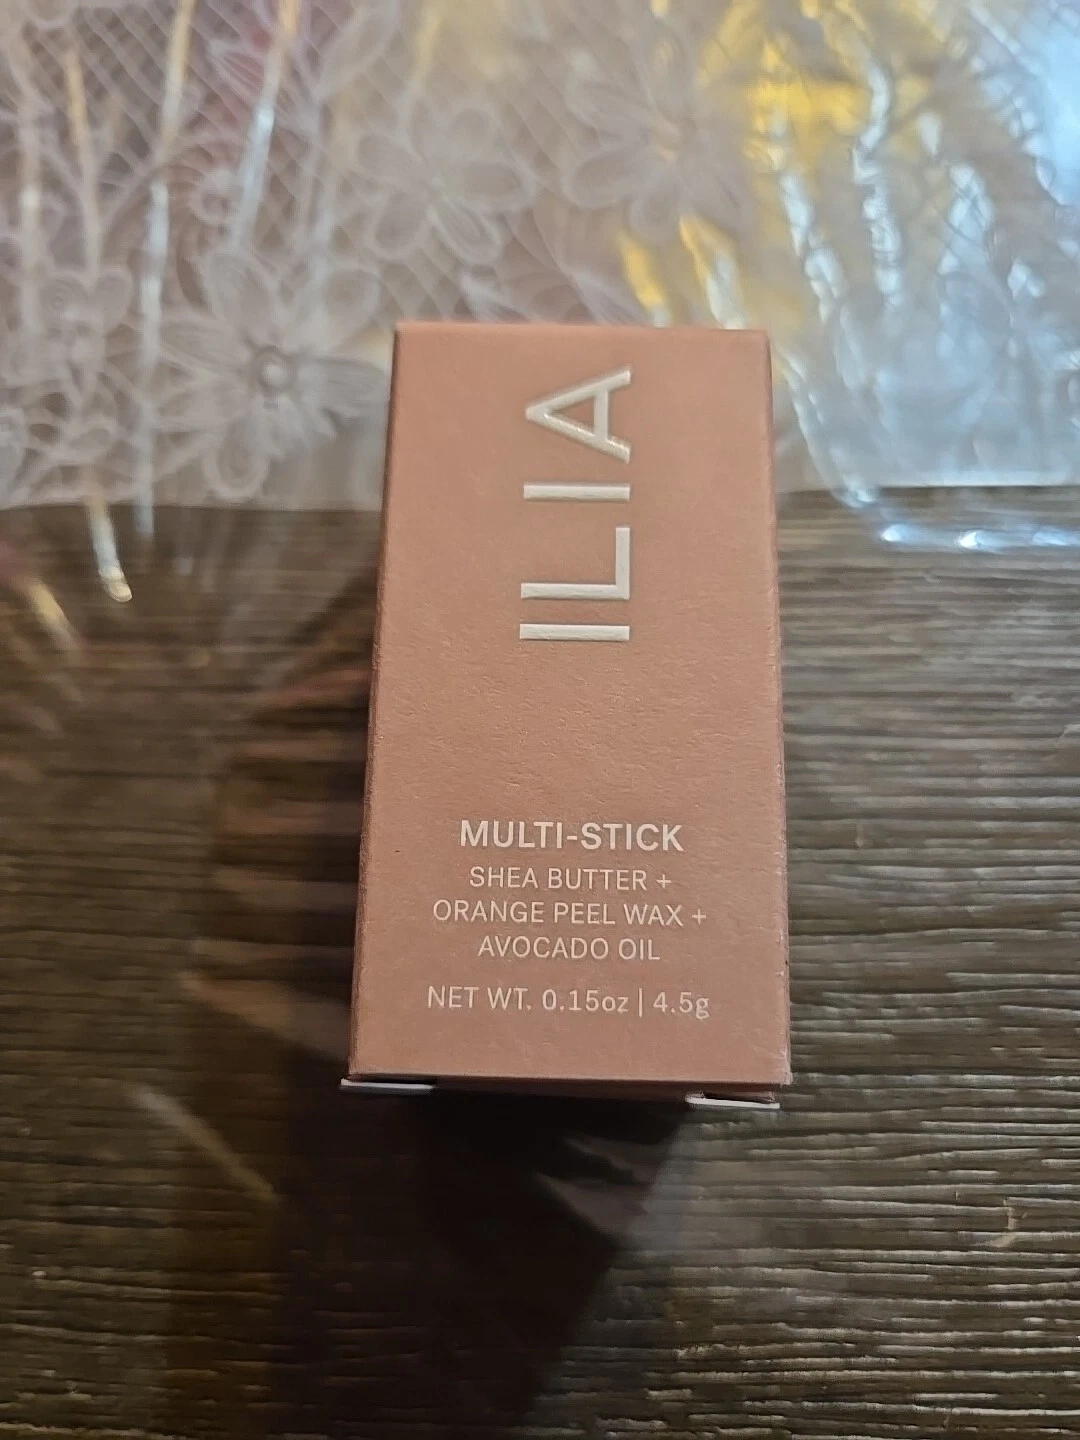 ILIA
MULTI-STICK
SHEA BUTTER +
ORANGE PEEL WAX +
AVOCADO OIL
NET WT. 0.15oz | 4.5g